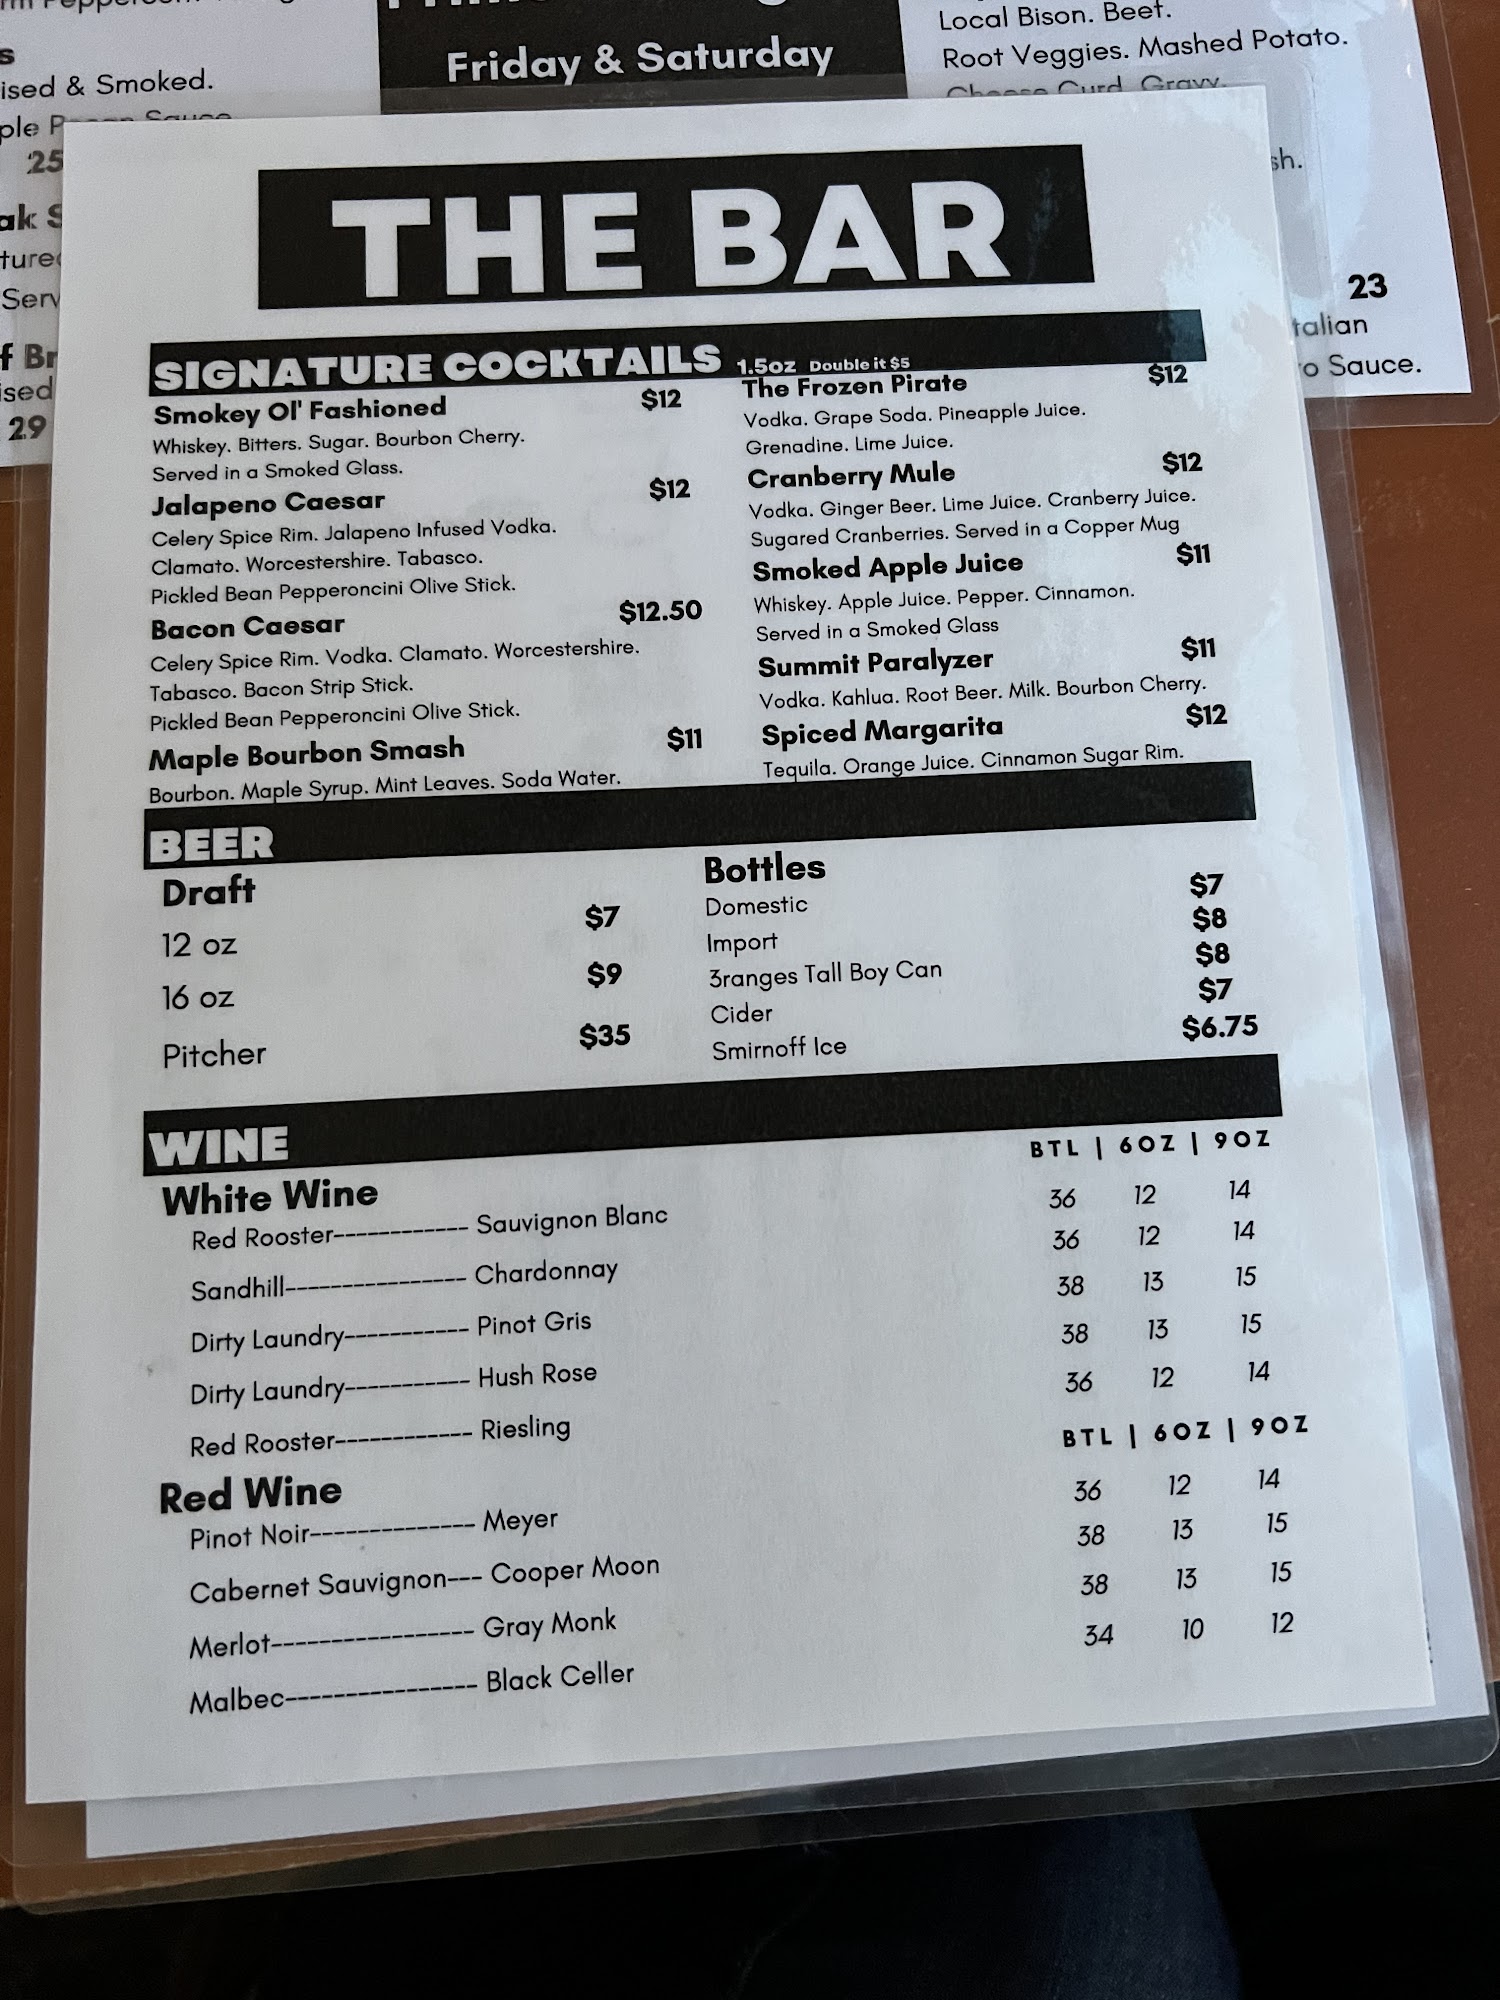 Friday & Saturday
ised & Smoked.
25
29
Local Bison. Beef.
Root Veggies. Mashed Potato.
Cheese Curd. Gravy.
23
Sauce.
THE BAR
SIGNATURE COCKTAILS 1.5oz Double it $5
Smokey Ol' Fashioned $12
Whiskey. Bitters. Sugar. Bourbon Cherry.
Served in a Smoked Glass.
Jalapeno Caesar $12
Celery Spice Rim. Jalapeno Infused Vodka.
Clamato. Worcestershire. Tabasco.
Pickled Bean Pepperoncini Olive Stick.
Bacon Caesar $12.50
Celery Spice Rim. Vodka. Clamato. Worcestershire.
Tabasco. Bacon Strip Stick.
Pickled Bean Pepperoncini Olive Stick.
Maple Bourbon Smash $11
Bourbon. Maple Syrup. Mint Leaves. Soda Water.
The Frozen Pirate $12
Vodka. Grape Soda. Pineapple Juice.
Grenadine. Lime Juice.
Cranberry Mule $12
Vodka. Ginger Beer. Lime Juice. Cranberry Juice.
Sugared Cranberries. Served in a Copper Mug
Smoked Apple Juice $11
Whiskey. Apple Juice. Pepper. Cinnamon.
Served in a Smoked Glass
Summit Paralyzer $11
Vodka. Kahlua. Root Beer. Milk. Bourbon Cherry.
Spiced Margarita $12
Tequila. Orange Juice. Cinnamon Sugar Rim.
BEER
Draft
12 oz $7
16 oz $9
Pitcher $35
Bottles
Domestic $7
Import $8
3ranges Tall Boy Can $8
Cider $7
Smirnoff Ice $6.75
WINE
BTL | 6OZ | 9OZ
White Wine
Red Rooster------------ Sauvignon Blanc 36 12 14
Sandhill---------------- Chardonnay 36 12 14
Dirty Laundry----------- Pinot Gris 38 13 15
Dirty Laundry----------- Hush Rose 38 13 15
Red Rooster------------ Riesling 36 12 14
BTL | 6OZ | 9OZ
Red Wine
Pinot Noir-------------- Meyer 36 12 14
Cabernet Sauvignon--- Cooper Moon 38 13 15
Merlot----------------- Gray Monk 38 13 15
Malbec---------------- Black Celler 34 10 12